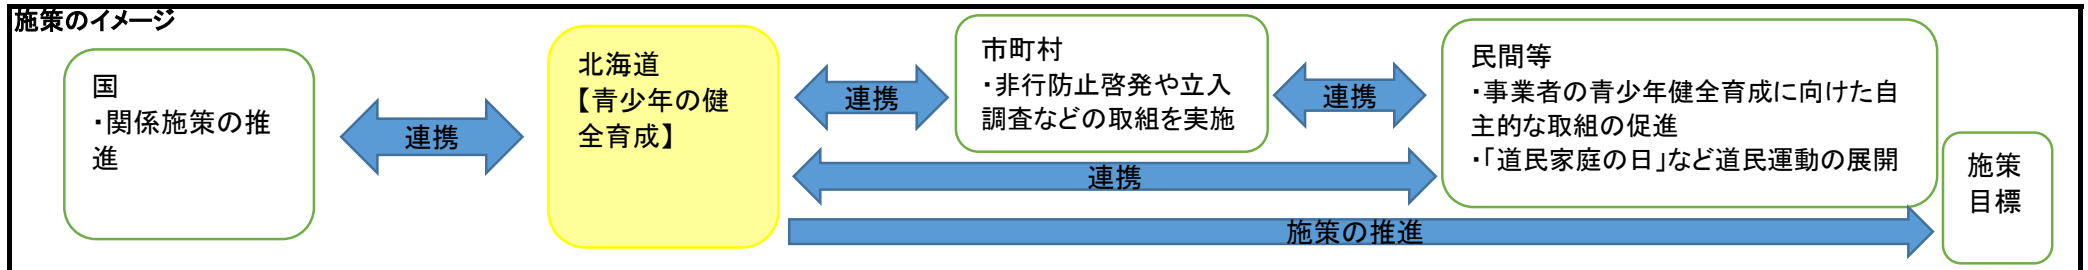 施策のイメージ
国
・関係施策の推
進
連携
北海道
【青少年の健
全育成】
連携
市町村
・非行防止啓発や立入
調査などの取組を実施
連携
民間等
・事業者の青少年健全育成に向けた自
主的な取組の促進
・「道民家庭の日」など道民運動の展開
連携
施策の推進
施策
目標